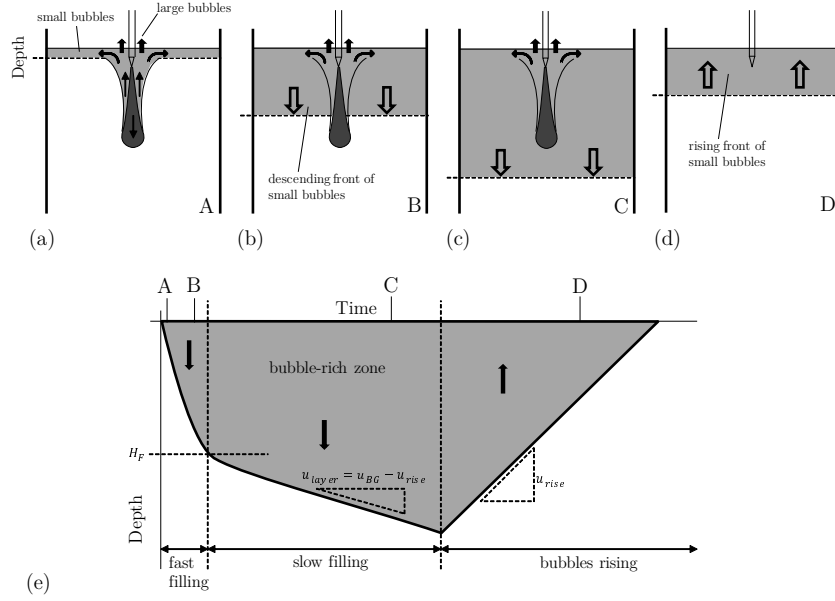 small bubbles
large bubbles
Depth
A
(a)
descending front of
small bubbles
B
(b)
C
(c)
rising front of
small bubbles
D
(d)
A
B
C
D
Time
bubble-rich zone
H_F
u_layer = u_BG − u_rise
u_rise
Depth
fast
filling
slow filling
bubbles rising
(e)